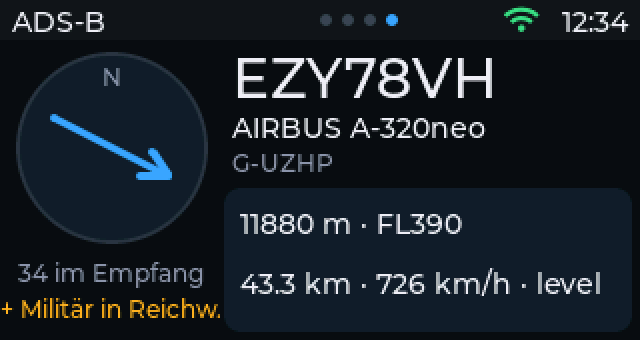 ADS-B
12:34
N
EZY78VH
AIRBUS A-320neo
G-UZHP
11880 m · FL390
43.3 km · 726 km/h · level
34 im Empfang
+ Militär in Reichw.